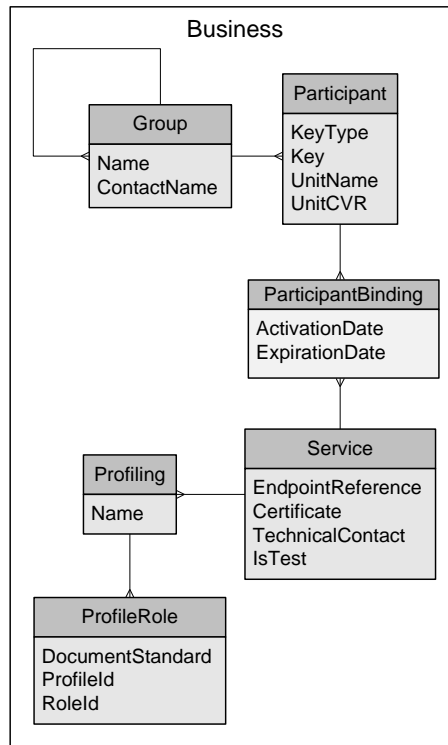 Business
Group
Name
ContactName
Participant
KeyType
Key
UnitName
UnitCVR
ParticipantBinding
ActivationDate
ExpirationDate
Service
EndpointReference
Certificate
TechnicalContact
IsTest
Profiling
Name
ProfileRole
DocumentStandard
ProfileId
RoleId